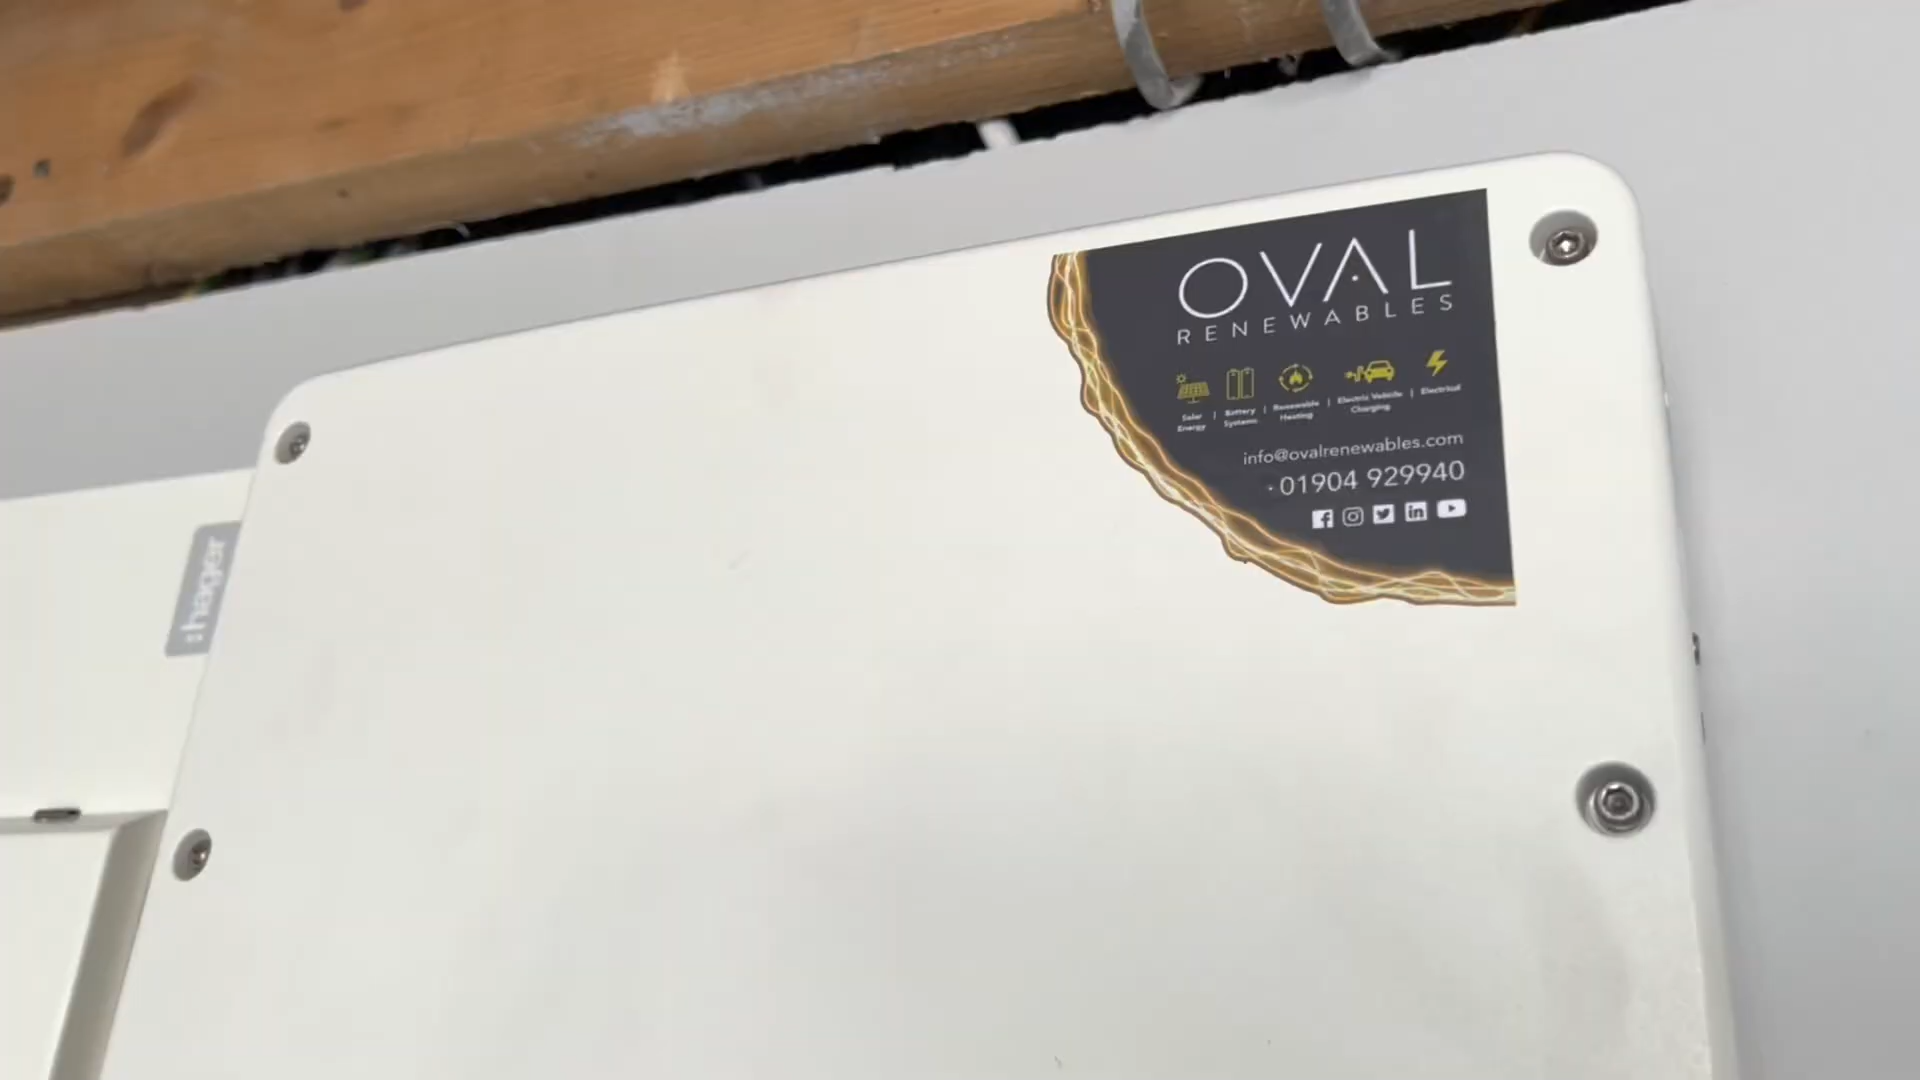 OVAL
RENEWABLES
Solar Energy | Battery Systems | Renewable Heating | Electric Vehicle Charging | Electrical
info@ovalrenewables.com
01904 929940
:hager